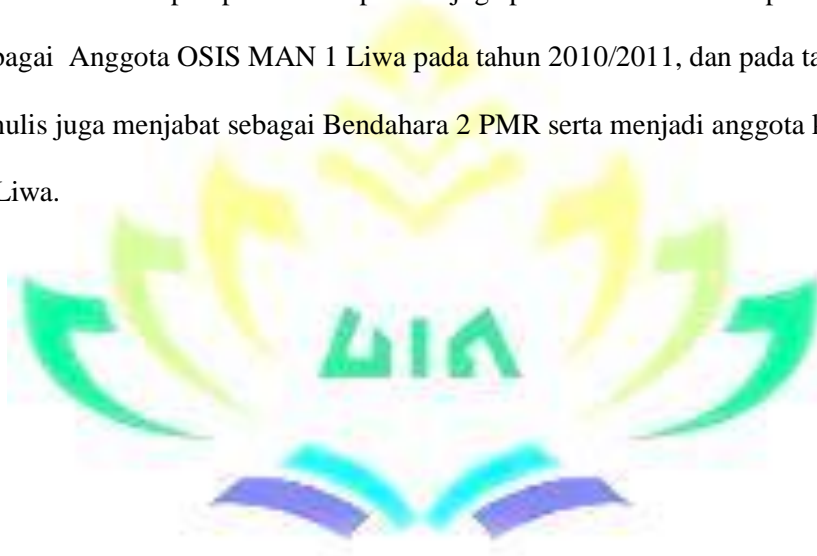 bagai Anggota OSIS MAN 1 Liwa pada tahun 2010/2011, dan pada ta
nulis juga menjabat sebagai Bendahara 2 PMR serta menjadi anggota
Liwa.
UIN